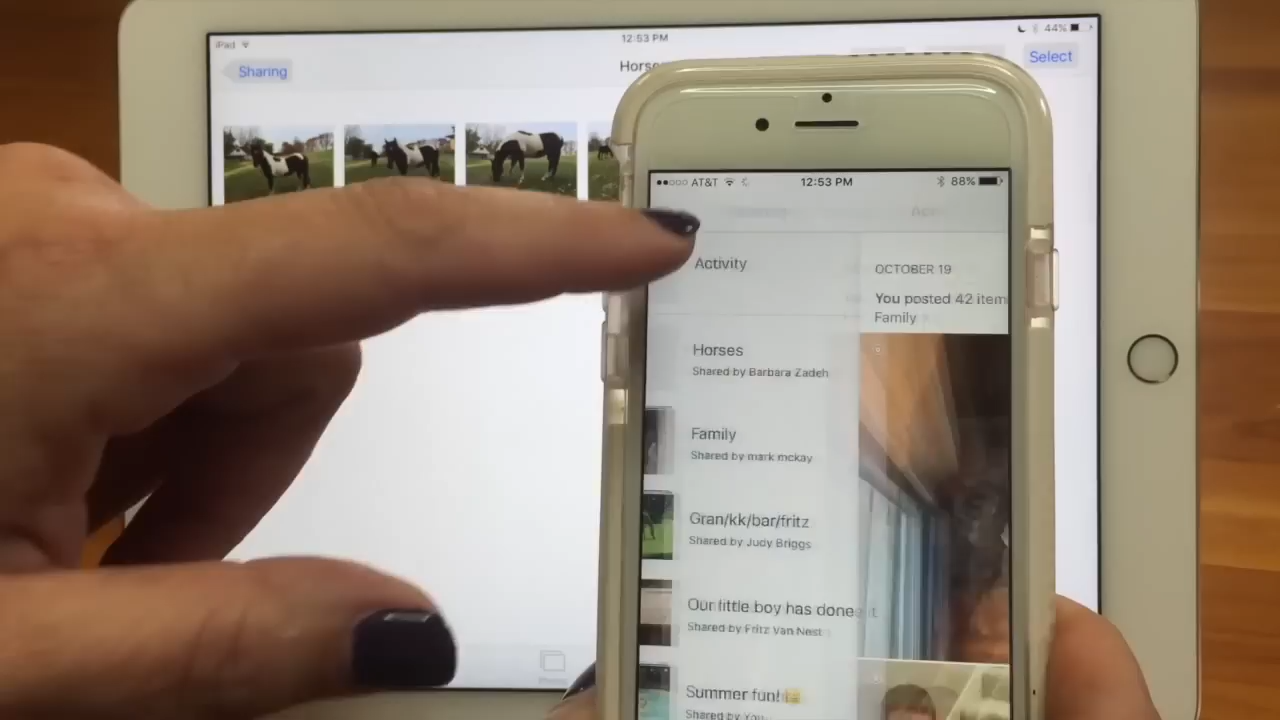 iPad
12:53 PM
44%
Sharing
Select
AT&T
12:53 PM
88%
Activity
OCTOBER 19
You posted 42 item
Family
Horses
Shared by Barbara Zadeh
Family
Shared by mark mckay
Gran/kk/bar/fritz
Shared by Judy Briggs
Our little boy has done it.
Shared by Fritz Van Nest
Summer fun!😄
Shared by You